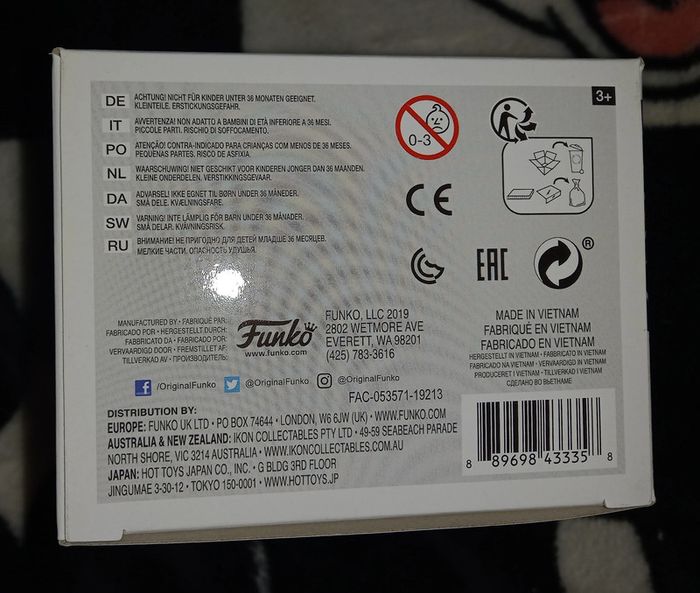 DE ACHTUNG! NICHT FÜR KINDER UNTER 36 MONATEN GEEIGNET.
KLEINTEILE. ERSTICKUNGSGEFAHR.
IT AVVERTENZA! NON ADATTO A BAMBINI DI ETÀ INFERIORE A 36 MESI.
PICCOLE PARTI. RISCHIO DI SOFFOCAMENTO.
PO ATENÇÃO! CONTRA-INDICADO PARA CRIANÇAS COM MENOS DE 36 MESES.
PEQUENAS PARTES. RISCO DE ASFIXIA.
NL WAARSCHUWING! NIET GESCHIKT VOOR KINDEREN JONGER DAN 36 MAANDEN.
KLEINE ONDERDELEN. VERSTIKKINGSGEVAAR.
DA ADVARSEL! IKKE EGNET TIL BØRN UNDER 36 MÅNEDER.
SMÅ DELE. KVÆLNINGSFARE.
SW VARNING! INTE LÄMPLIG FÖR BARN UNDER 36 MÅNADER.
SMÅ DELAR. KVÄVNINGSRISK.
RU ВНИМАНИЕ! НЕ ПРИГОДНО ДЛЯ ДЕТЕЙ МЛАДШЕ 36 МЕСЯЦЕВ.
МЕЛКИЕ ЧАСТИ. ОПАСНОСТЬ УДУШЬЯ.
0-3
3+
CE
EAC
®
MANUFACTURED BY • FABRIQUÉ PAR:
FABRICADO POR • HERGESTELLT DURCH:
FABBRICATO DA • FABRICADO POR:
VERVAARDIGD DOOR • FREMSTILLET AF:
TILLVERKAD AV • ПРОИЗВОДИТЕЛЬ:
Funko
www.funko.com
FUNKO, LLC 2019
2802 WETMORE AVE
EVERETT, WA 98201
(425) 783-3616
MADE IN VIETNAM
FABRIQUÉ EN VIETNAM
FABRICADO EN VIETNAM
HERGESTELLT IN VIETNAM • FABBRICATO IN VIETNAM
FABRICADO NA VIETNAM • VERVAARDIGD IN VIETNAM
PRODUCERET I VIETNAM • TILLVERKAD I VIETNAM
СДЕЛАНО ВО ВЬЕТНАМЕ
f /OriginalFunko @OriginalFunko @OriginalFunko
FAC-053571-19213
DISTRIBUTION BY:
EUROPE: FUNKO UK LTD • PO BOX 74644 • LONDON, W6 6JW (UK) • WWW.FUNKO.COM
AUSTRALIA & NEW ZEALAND: IKON COLLECTABLES PTY LTD • 49-59 SEABEACH PARADE
NORTH SHORE, VIC 3214 AUSTRALIA • WWW.IKONCOLLECTABLES.COM.AU
JAPAN: HOT TOYS JAPAN CO., INC. • G BLDG 3RD FLOOR
JINGUMAE 3-30-12 • TOKYO 150-0001 • WWW.HOTTOYS.JP
8 89698 43335 8